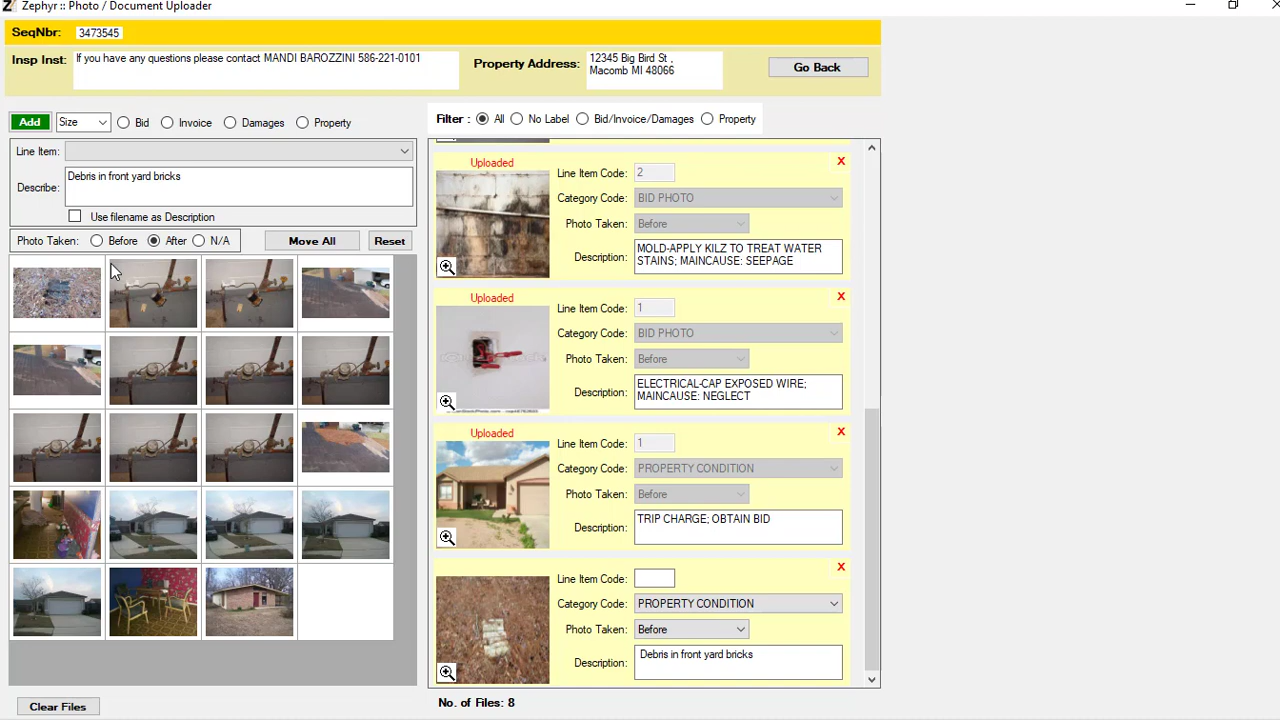 Zephyr :: Photo / Document Uploader
SeqNbr: 3473545
Insp Inst: If you have any questions please contact MANDI BAROZZINI 586-221-0101
Property Address: 12345 Big Bird St ,
Macomb MI 48066
Go Back
Add Size Bid Invoice Damages Property
Filter : All No Label Bid/Invoice/Damages Property
Line Item:
Describe: Debris in front yard bricks
Use filename as Description
Photo Taken: Before After N/A Move All Reset
Clear Files
Uploaded X
Line Item Code: 2
Category Code: BID PHOTO
Photo Taken: Before
Description: MOLD-APPLY KILZ TO TREAT WATER
STAINS; MAINCAUSE: SEEPAGE
Uploaded X
Line Item Code: 1
Category Code: BID PHOTO
Photo Taken: Before
Description: ELECTRICAL-CAP EXPOSED WIRE;
MAINCAUSE: NEGLECT
Uploaded X
Line Item Code: 1
Category Code: PROPERTY CONDITION
Photo Taken: Before
Description: TRIP CHARGE; OBTAIN BID
X
Line Item Code:
Category Code: PROPERTY CONDITION
Photo Taken: Before
Description: Debris in front yard bricks
No. of Files: 8